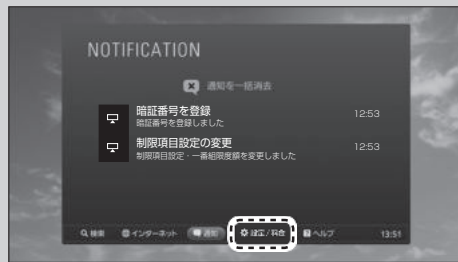 NOTIFICATION
通知を一括消去
暗証番号を登録 12:53
暗証番号を登録しました
制限項目設定の変更 12:53
制限項目設定・一番組限度額を変更しました
検索 インターネット 通知 設定/料金 ヘルプ 13:51